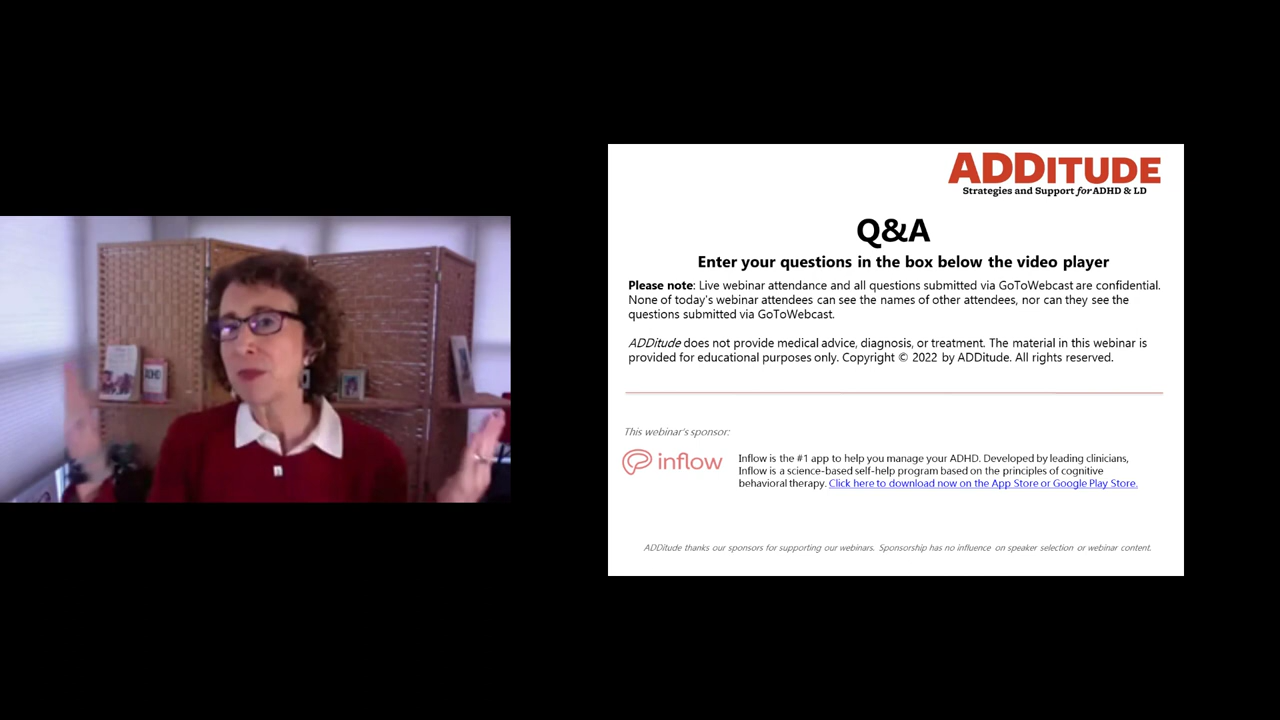 ADHD
ADDITUDE
Strategies and Support for ADHD & LD
Q&A
Enter your questions in the box below the video player
Please note: Live webinar attendance and all questions submitted via GoToWebcast are confidential.
None of today's webinar attendees can see the names of other attendees, nor can they see the
questions submitted via GoToWebcast.
ADDitude does not provide medical advice, diagnosis, or treatment. The material in this webinar is
provided for educational purposes only. Copyright © 2022 by ADDitude. All rights reserved.
This webinar's sponsor:
inflow
Inflow is the #1 app to help you manage your ADHD. Developed by leading clinicians,
Inflow is a science-based self-help program based on the principles of cognitive
behavioral therapy. Click here to download now on the App Store or Google Play Store.
ADDitude thanks our sponsors for supporting our webinars. Sponsorship has no influence on speaker selection or webinar content.